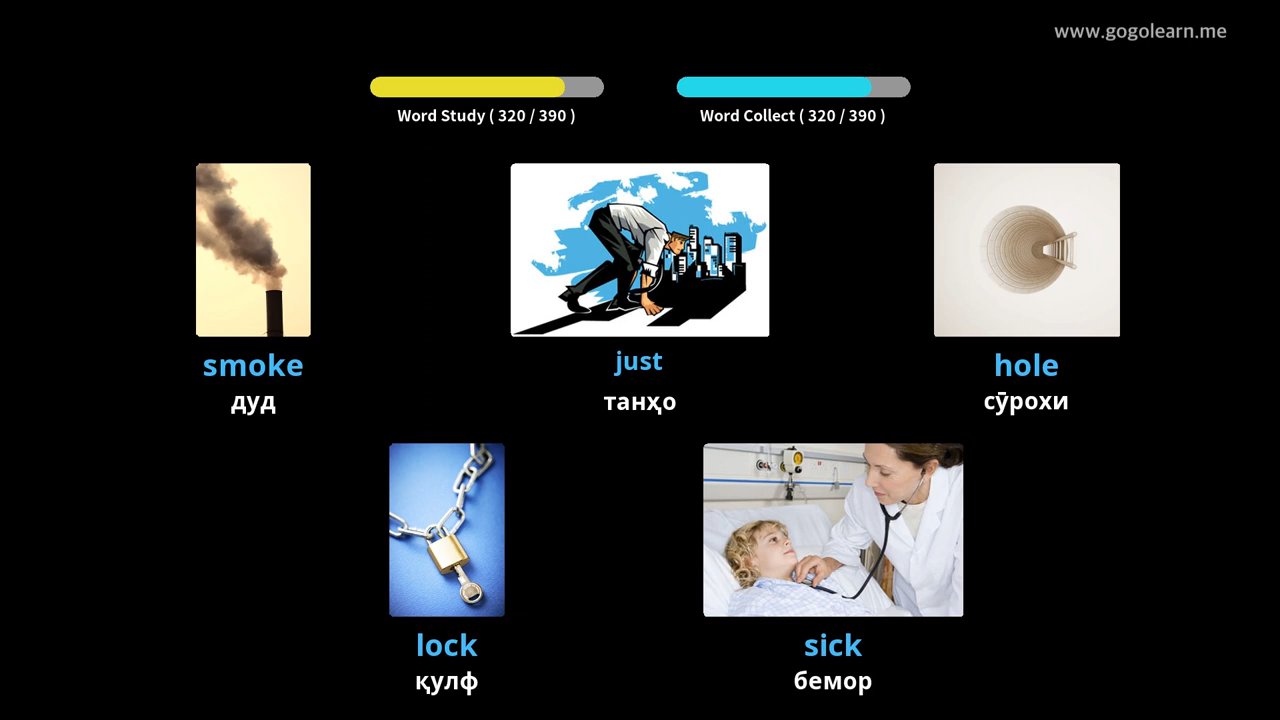 www.gogolearn.me
Word Study ( 320 / 390 )
Word Collect ( 320 / 390 )
smoke
дуд
just
танҳо
hole
сӯрохи
lock
қулф
sick
бемор